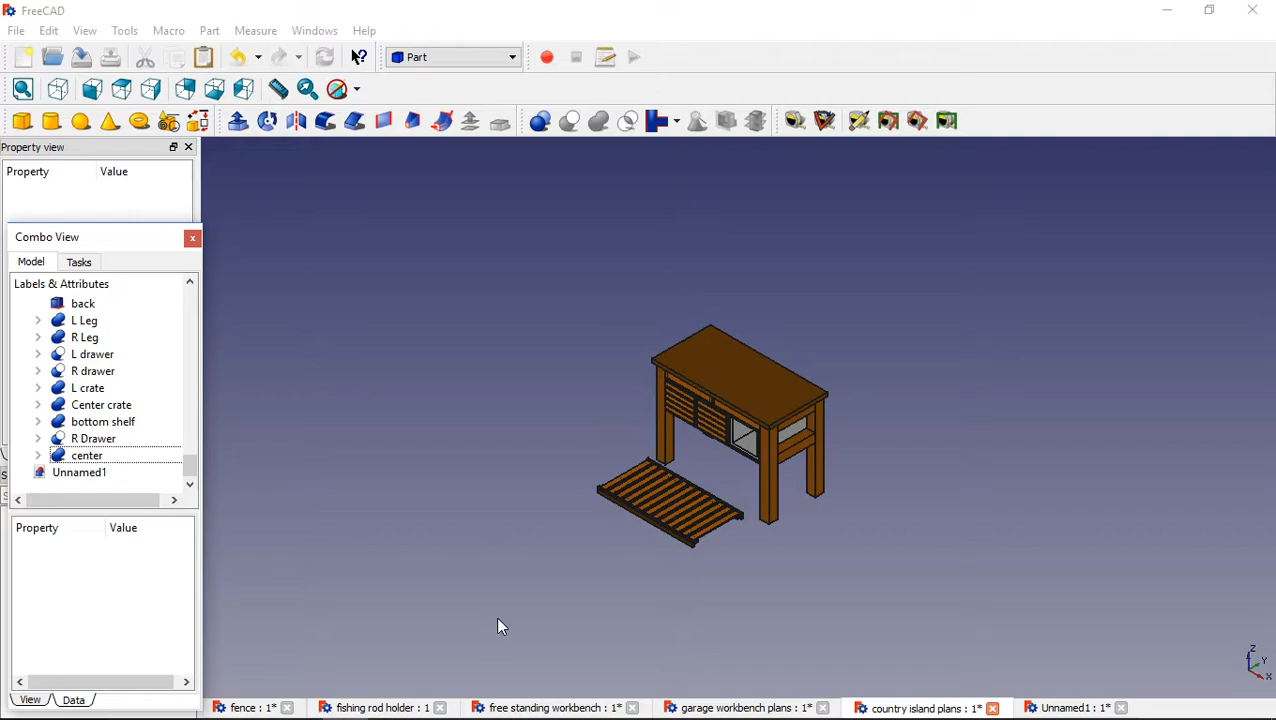 FreeCAD
File Edit View Tools Macro Part Measure Windows Help
Part
Property view
Property Value
Combo View
Model Tasks
Labels & Attributes
back
L Leg
R Leg
L drawer
R drawer
L crate
Center crate
bottom shelf
R Drawer
center
Unnamed1
Property Value
View Data
fence : 1* fishing rod holder : 1 free standing workbench : 1* garage workbench plans : 1* country island plans : 1* Unnamed1 : 1*
Z
Y
X